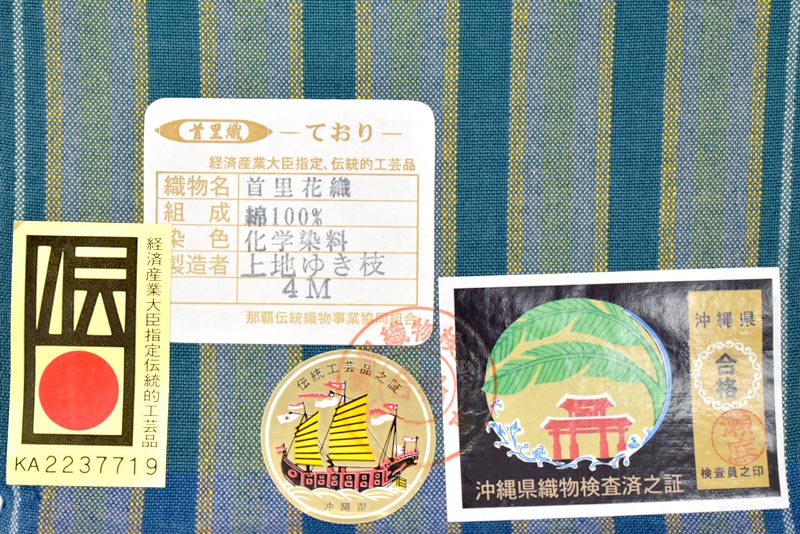 首里織
ーておりー
経済産業大臣指定、伝統的工芸品
織物名 首里花織
組成 綿100%
染色 化学染料
製造者 上地ゆき枝
4M
那覇伝統織物事業協同組合
伝
経済産業大臣指定伝統的工芸品
KA2237719
伝統工芸品之証
沖縄県
沖縄県
合格
検査員之印
沖縄県織物検査済之証